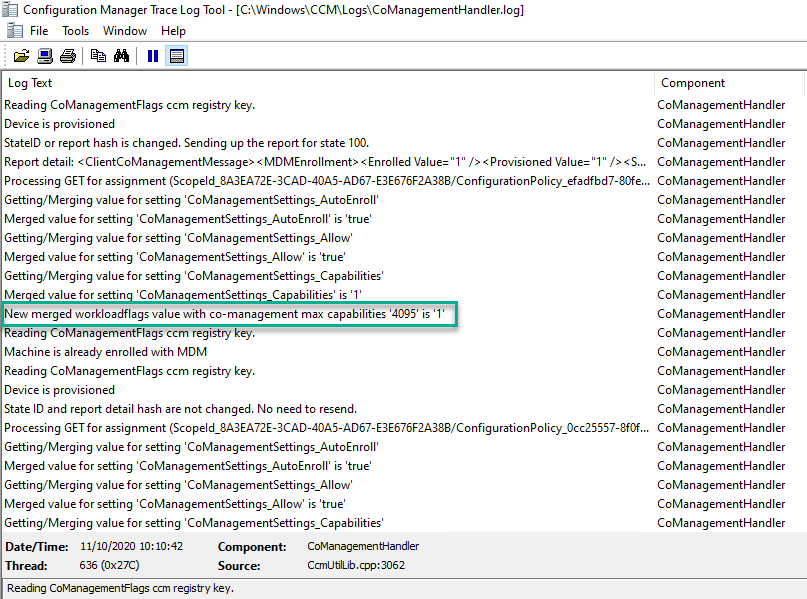 Configuration Manager Trace Log Tool - [C:\Windows\CCM\Logs\CoManagementHandler.log]
File Tools Window Help
Log Text Component
Reading CoManagementFlags ccm registry key. CoManagementHandler
Device is provisioned CoManagementHandler
StateID or report hash is changed. Sending up the report for state 100. CoManagementHandler
Report detail: <ClientCoManagementMessage><MDMEnrollment><Enrolled Value="1" /><Provisioned Value="1" /><S... CoManagementHandler
Processing GET for assignment (ScopeId_8A3EA72E-3CAD-40A5-AD67-E3E676F2A38B/ConfigurationPolicy_efadfbd7-80fe... CoManagementHandler
Getting/Merging value for setting 'CoManagementSettings_AutoEnroll' CoManagementHandler
Merged value for setting 'CoManagementSettings_AutoEnroll' is 'true' CoManagementHandler
Getting/Merging value for setting 'CoManagementSettings_Allow' CoManagementHandler
Merged value for setting 'CoManagementSettings_Allow' is 'true' CoManagementHandler
Getting/Merging value for setting 'CoManagementSettings_Capabilities' CoManagementHandler
Merged value for setting 'CoManagementSettings_Capabilities' is '1' CoManagementHandler
New merged workloadflags value with co-management max capabilities '4095' is '1' CoManagementHandler
Reading CoManagementFlags ccm registry key. CoManagementHandler
Machine is already enrolled with MDM CoManagementHandler
Reading CoManagementFlags ccm registry key. CoManagementHandler
Device is provisioned CoManagementHandler
State ID and report detail hash are not changed. No need to resend. CoManagementHandler
Processing GET for assignment (ScopeId_8A3EA72E-3CAD-40A5-AD67-E3E676F2A38B/ConfigurationPolicy_0cc25557-8f0f... CoManagementHandler
Getting/Merging value for setting 'CoManagementSettings_AutoEnroll' CoManagementHandler
Merged value for setting 'CoManagementSettings_AutoEnroll' is 'true' CoManagementHandler
Getting/Merging value for setting 'CoManagementSettings_Allow' CoManagementHandler
Merged value for setting 'CoManagementSettings_Allow' is 'true' CoManagementHandler
Getting/Merging value for setting 'CoManagementSettings_Capabilities' CoManagementHandler
Date/Time: 11/10/2020 10:10:42 Component: CoManagementHandler
Thread: 636 (0x27C) Source: CcmUtilLib.cpp:3062
Reading CoManagementFlags ccm registry key.